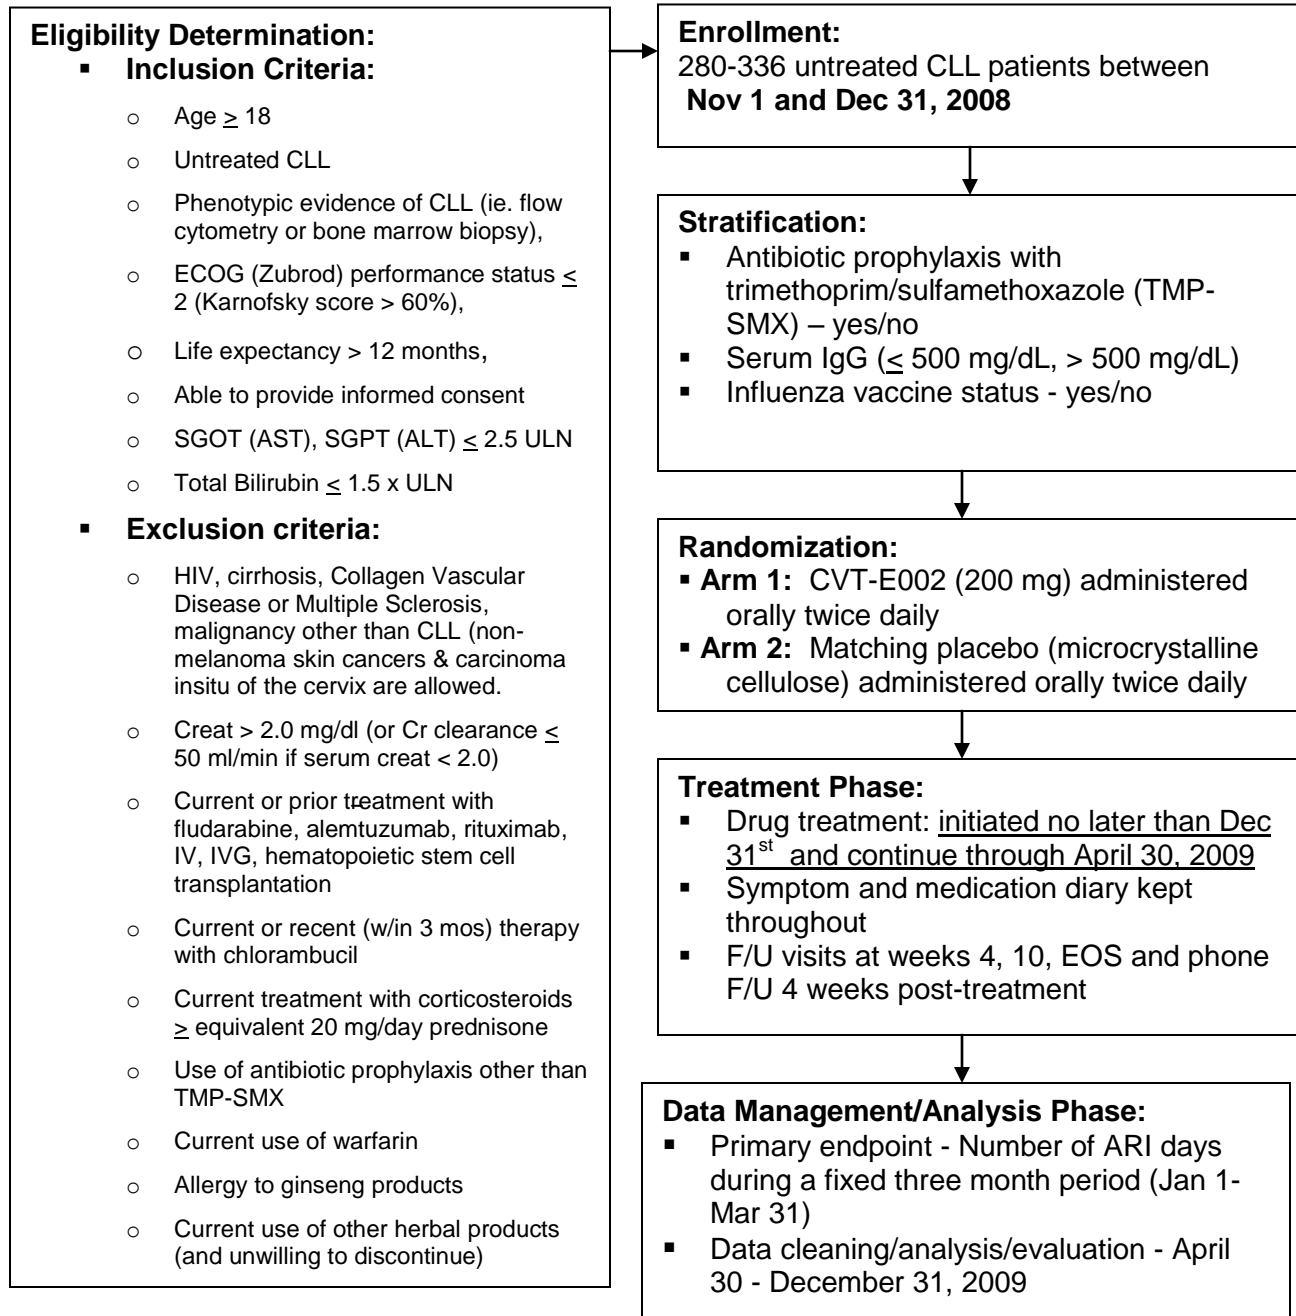 Eligibility Determination:
▪ Inclusion Criteria:
o Age ≥ 18
o Untreated CLL
o Phenotypic evidence of CLL (ie. flow
cytometry or bone marrow biopsy),
o ECOG (Zubrod) performance status ≤
2 (Karnofsky score > 60%),
o Life expectancy > 12 months,
o Able to provide informed consent
o SGOT (AST), SGPT (ALT) ≤ 2.5 ULN
o Total Bilirubin ≤ 1.5 x ULN
▪ Exclusion criteria:
o HIV, cirrhosis, Collagen Vascular
Disease or Multiple Sclerosis,
malignancy other than CLL (non-
melanoma skin cancers & carcinoma
insitu of the cervix are allowed.
o Creat > 2.0 mg/dl (or Cr clearance ≤
50 ml/min if serum creat < 2.0)
o Current or prior treatment with
fludarabine, alemtuzumab, rituximab,
IV, IVG, hematopoietic stem cell
transplantation
o Current or recent (w/in 3 mos) therapy
with chlorambucil
o Current treatment with corticosteroids
≥ equivalent 20 mg/day prednisone
o Use of antibiotic prophylaxis other than
TMP-SMX
o Current use of warfarin
o Allergy to ginseng products
o Current use of other herbal products
(and unwilling to discontinue)
Enrollment:
280-336 untreated CLL patients between
Nov 1 and Dec 31, 2008
Stratification:
▪ Antibiotic prophylaxis with
trimethoprim/sulfamethoxazole (TMP-
SMX) – yes/no
▪ Serum IgG (≤ 500 mg/dL, > 500 mg/dL)
▪ Influenza vaccine status - yes/no
Randomization:
▪ Arm 1: CVT-E002 (200 mg) administered
orally twice daily
▪ Arm 2: Matching placebo (microcrystalline
cellulose) administered orally twice daily
Treatment Phase:
▪ Drug treatment: initiated no later than Dec
31st and continue through April 30, 2009
▪ Symptom and medication diary kept
throughout
▪ F/U visits at weeks 4, 10, EOS and phone
F/U 4 weeks post-treatment
Data Management/Analysis Phase:
▪ Primary endpoint - Number of ARI days
during a fixed three month period (Jan 1-
Mar 31)
▪ Data cleaning/analysis/evaluation - April
30 - December 31, 2009